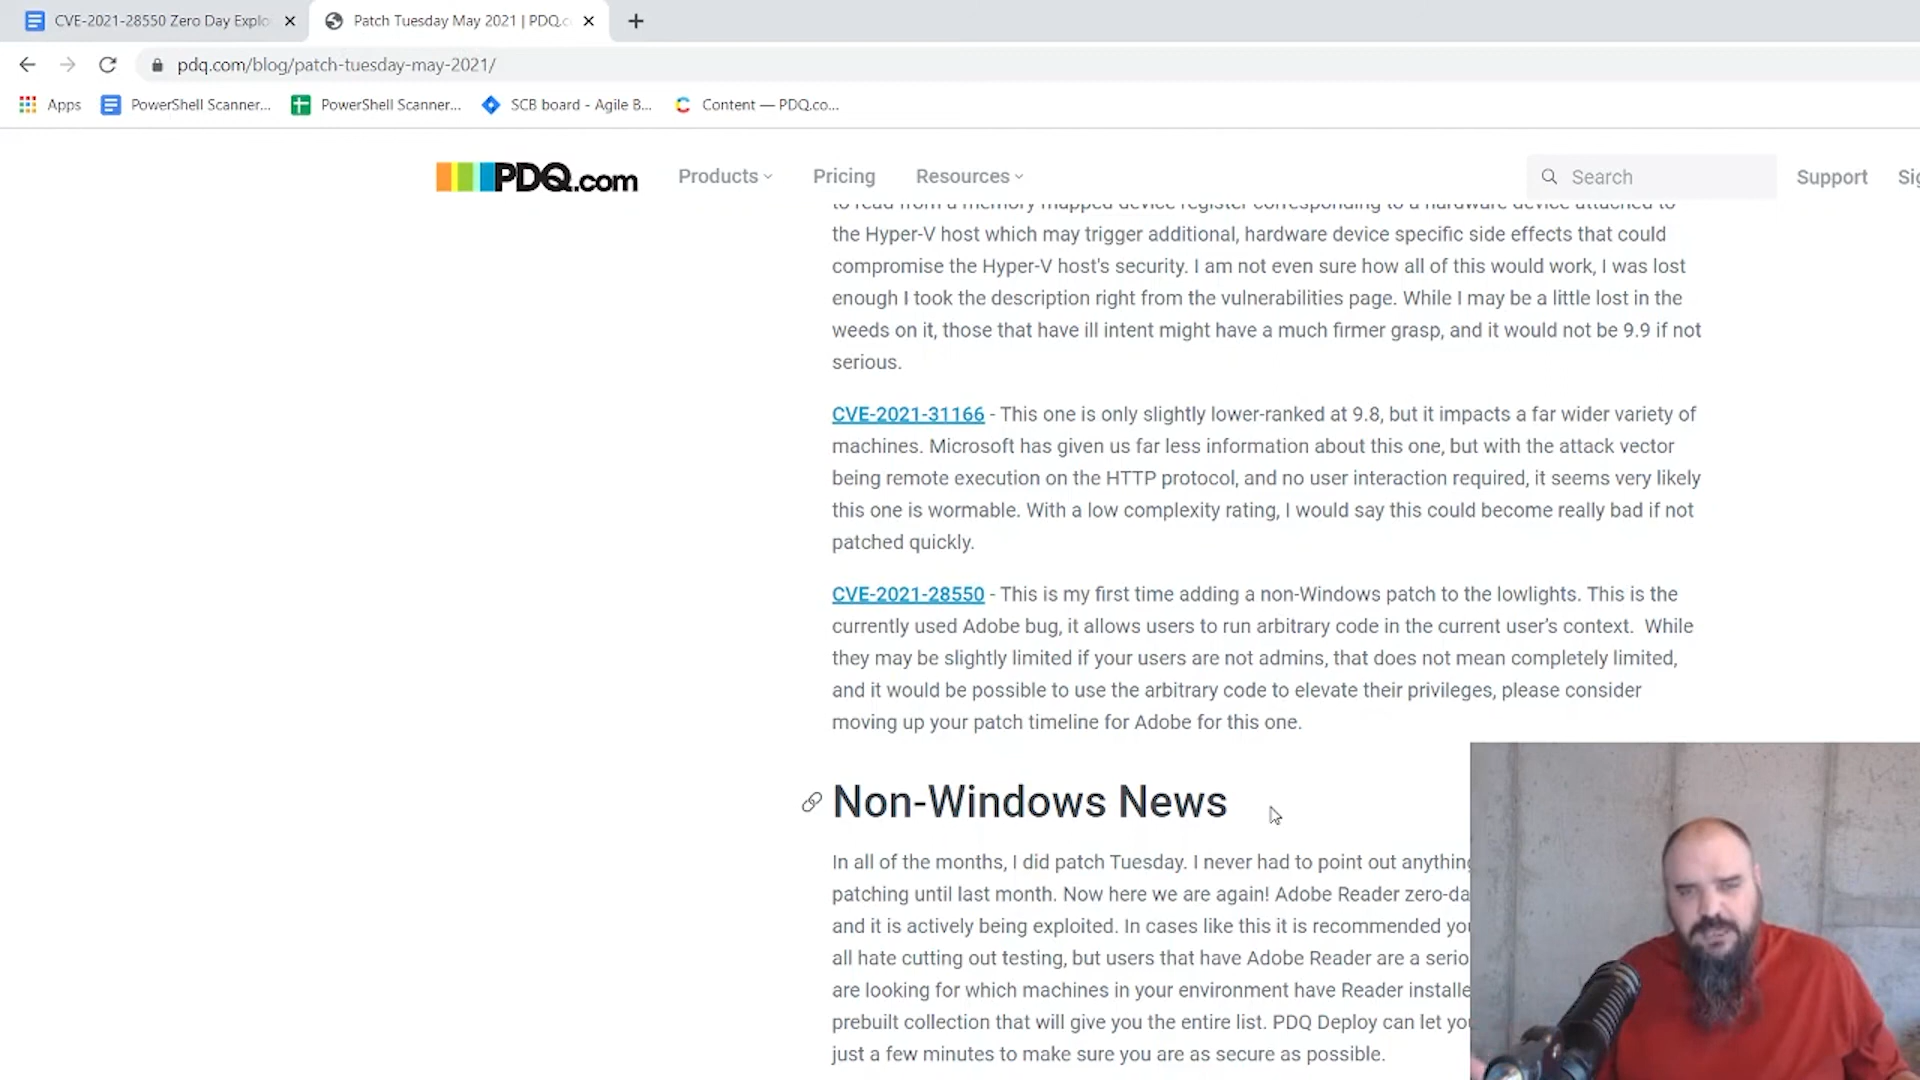 CVE-2021-28550 Zero Day Explo
Patch Tuesday May 2021 | PDQ.c
pdq.com/blog/patch-tuesday-may-2021/
Apps
PowerShell Scanner...
PowerShell Scanner...
SCB board - Agile B...
Content — PDQ.co...
PDQ.com
Products
Pricing
Resources
Search
Support
Sig
to read from a memory mapped device register corresponding to a hardware device attached to
the Hyper-V host which may trigger additional, hardware device specific side effects that could
compromise the Hyper-V host's security. I am not even sure how all of this would work, I was lost
enough I took the description right from the vulnerabilities page. While I may be a little lost in the
weeds on it, those that have ill intent might have a much firmer grasp, and it would not be 9.9 if not
serious.
CVE-2021-31166 - This one is only slightly lower-ranked at 9.8, but it impacts a far wider variety of
machines. Microsoft has given us far less information about this one, but with the attack vector
being remote execution on the HTTP protocol, and no user interaction required, it seems very likely
this one is wormable. With a low complexity rating, I would say this could become really bad if not
patched quickly.
CVE-2021-28550 - This is my first time adding a non-Windows patch to the lowlights. This is the
currently used Adobe bug, it allows users to run arbitrary code in the current user's context. While
they may be slightly limited if your users are not admins, that does not mean completely limited,
and it would be possible to use the arbitrary code to elevate their privileges, please consider
moving up your patch timeline for Adobe for this one.
Non-Windows News
In all of the months, I did patch Tuesday. I never had to point out anything
patching until last month. Now here we are again! Adobe Reader zero-da
and it is actively being exploited. In cases like this it is recommended you
all hate cutting out testing, but users that have Adobe Reader are a serio
are looking for which machines in your environment have Reader installe
prebuilt collection that will give you the entire list. PDQ Deploy can let you
just a few minutes to make sure you are as secure as possible.